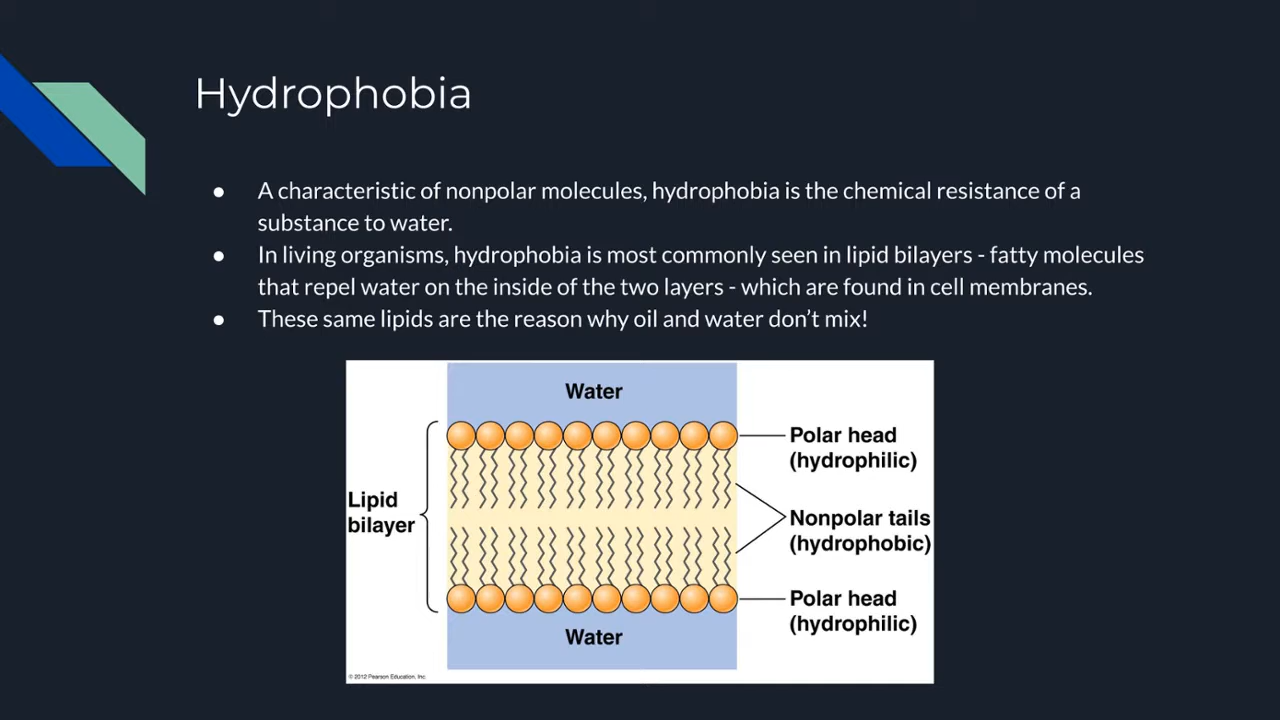 Hydrophobia
● A characteristic of nonpolar molecules, hydrophobia is the chemical resistance of a
substance to water.
● In living organisms, hydrophobia is most commonly seen in lipid bilayers - fatty molecules
that repel water on the inside of the two layers - which are found in cell membranes.
● These same lipids are the reason why oil and water don't mix!
Water
Polar head
(hydrophilic)
Lipid
bilayer
Nonpolar tails
(hydrophobic)
Polar head
(hydrophilic)
Water
© 2012 Pearson Education, Inc.